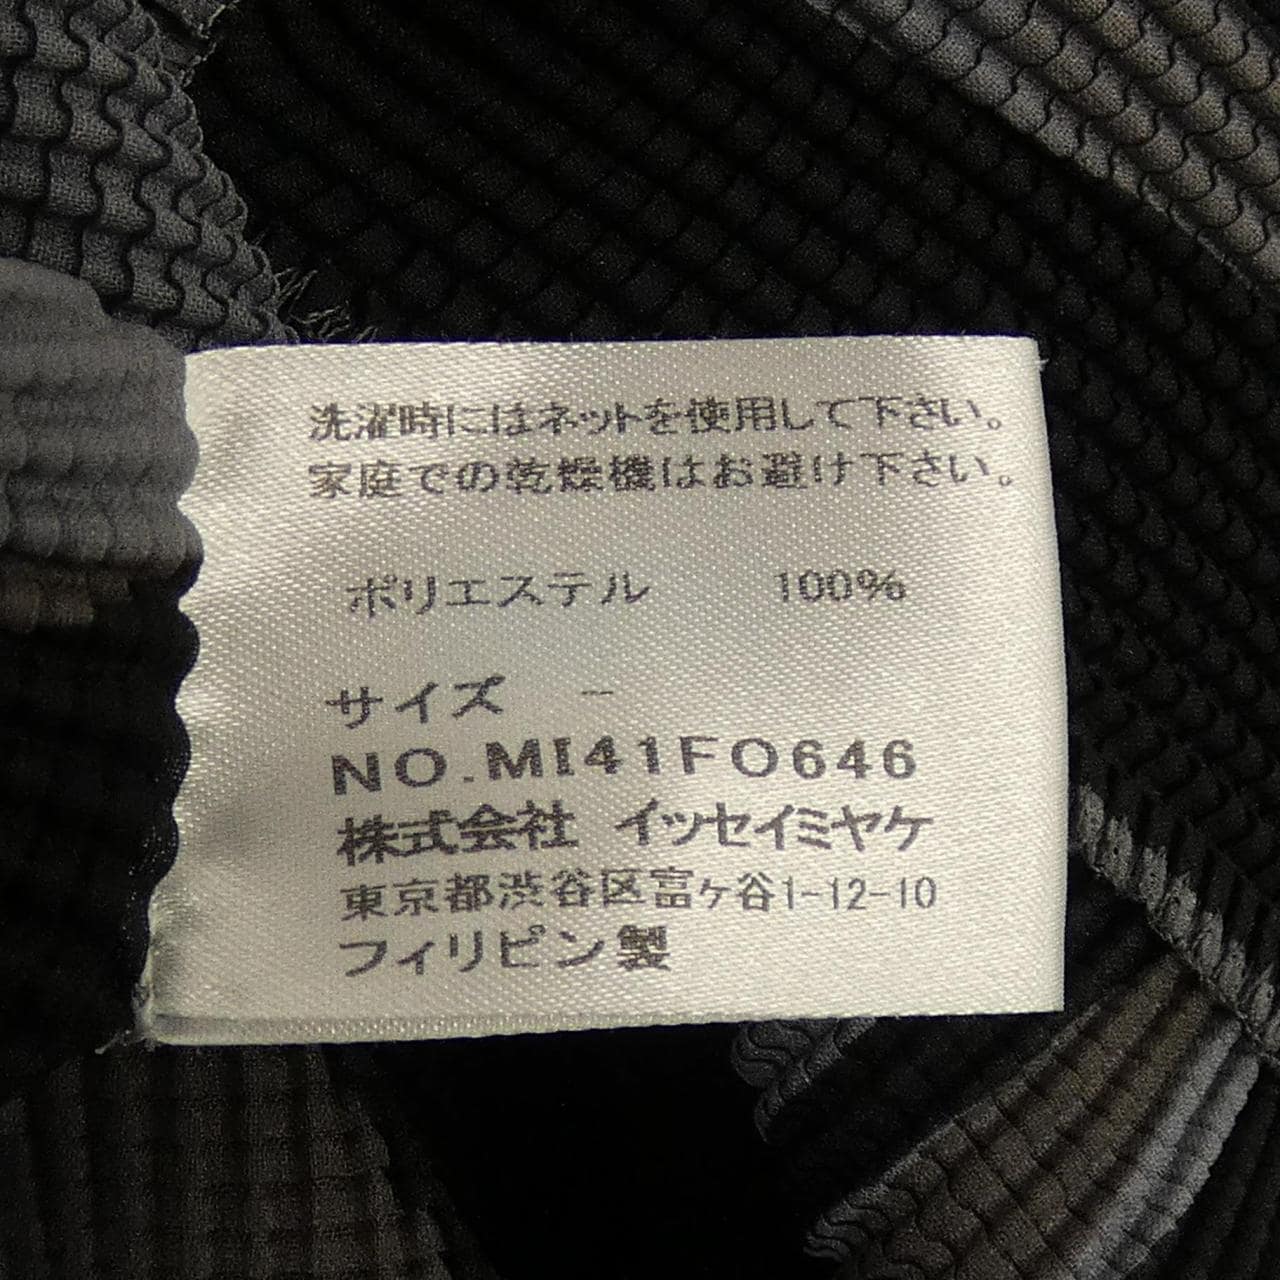 洗濯時にはネットを使用して下さい。
家庭での乾燥機はお避け下さい。
ポリエステル 100%
サイズ -
NO.MI41FO646
株式会社 イッセイミヤケ
東京都渋谷区富ケ谷1-12-10
フィリピン製